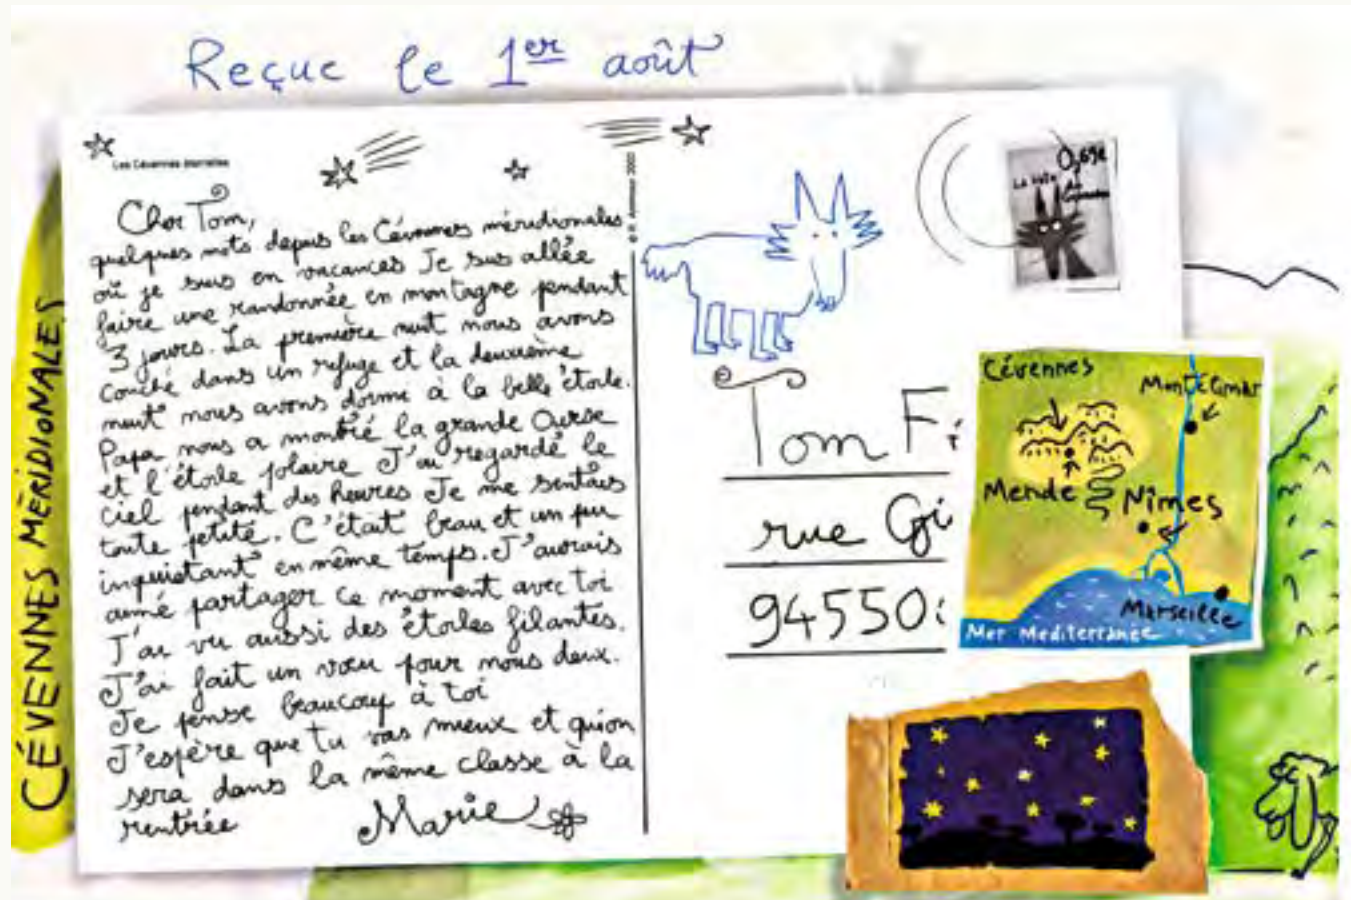 Reçue le 1er août
CÉVENNES MÉRIDIONALES
Cher Tom,
quelques mots depuis les Cévennes méridionales
où je suis en vacances Je suis allée
faire une randonnée en montagne pendant
3 jours. La première nuit nous avons
couché dans un refuge et la deuxième
nuit nous avons dormi à la belle étoile.
Papa nous a montré la grande Ourse
et l'étoile polaire J'ai regardé le
ciel pendant des heures Je me sentais
toute petite. C'était beau et un peu
inquiétant en même temps. J'aurais
aimé partager ce moment avec toi
J'ai vu aussi des étoiles filantes.
J'ai fait un vœu pour nous deux.
Je pense beaucoup à toi
J'espère que tu vas mieux et qu'on
sera dans la même classe à la
rentrée
Marie
0,69€
Tom F
rue Gi
94550
Cévennes
Montélimar
Mende
Nîmes
Marseille
Mer Méditerranée